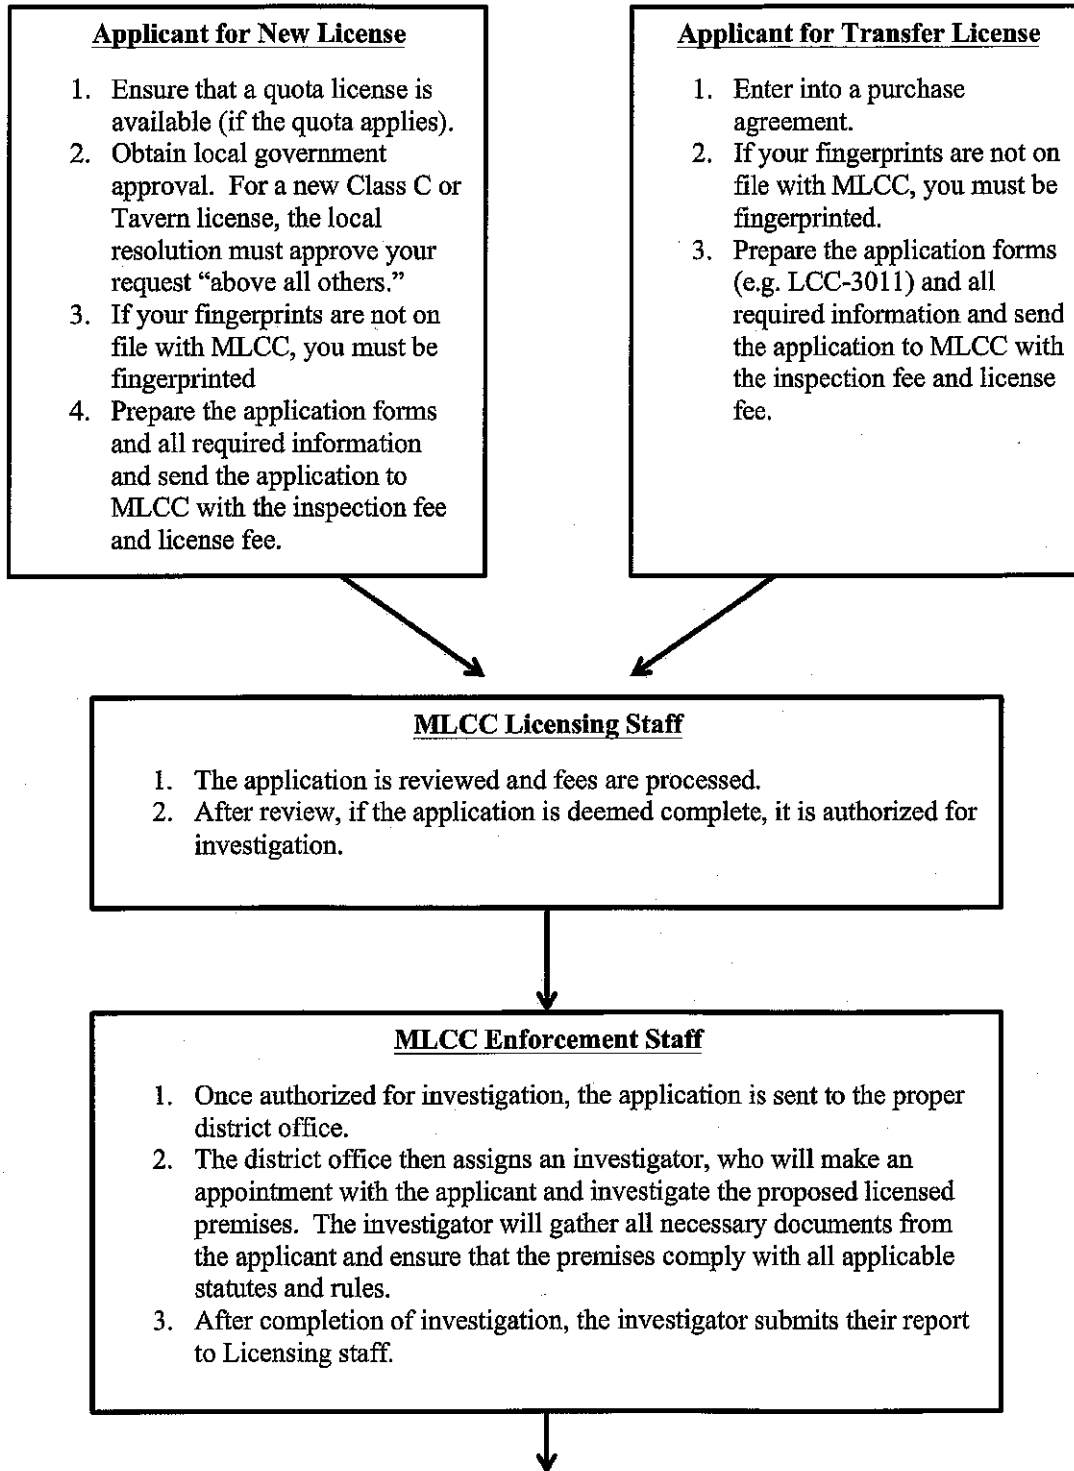 Applicant for New License
1. Ensure that a quota license is
available (if the quota applies).
2. Obtain local government
approval. For a new Class C or
Tavern license, the local
resolution must approve your
request “above all others.”
3. If your fingerprints are not on
file with MLCC, you must be
fingerprinted
4. Prepare the application forms
and all required information
and send the application to
MLCC with the inspection fee
and license fee.
Applicant for Transfer License
1. Enter into a purchase
agreement.
2. If your fingerprints are not on
file with MLCC, you must be
fingerprinted.
3. Prepare the application forms
(e.g. LCC-3011) and all
required information and send
the application to MLCC with
the inspection fee and license
fee.
MLCC Licensing Staff
1. The application is reviewed and fees are processed.
2. After review, if the application is deemed complete, it is authorized for
investigation.
MLCC Enforcement Staff
1. Once authorized for investigation, the application is sent to the proper
district office.
2. The district office then assigns an investigator, who will make an
appointment with the applicant and investigate the proposed licensed
premises. The investigator will gather all necessary documents from
the applicant and ensure that the premises comply with all applicable
statutes and rules.
3. After completion of investigation, the investigator submits their report
to Licensing staff.